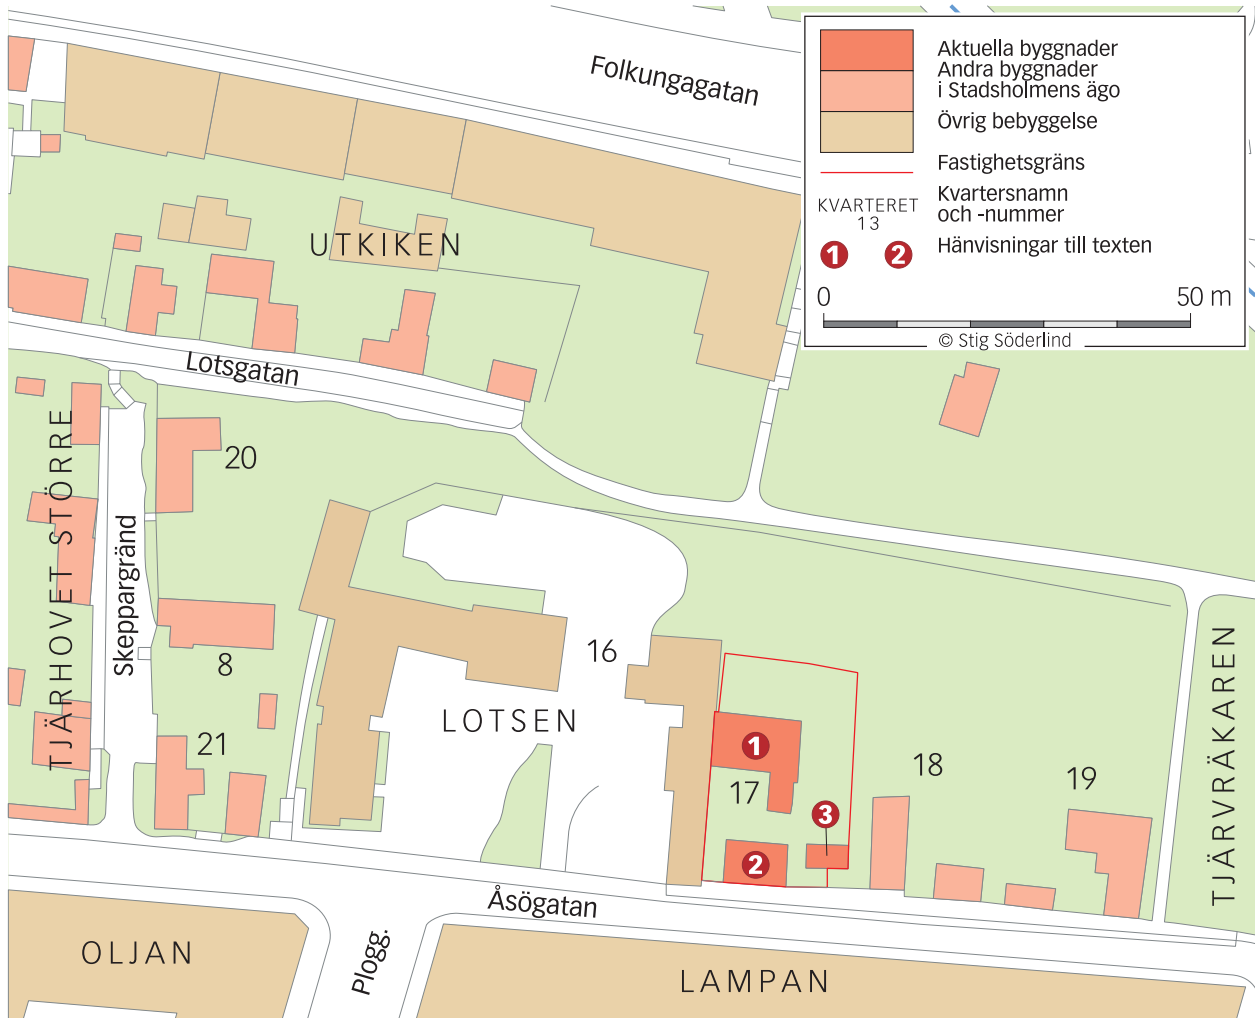 Folkungagatan
Aktuella byggnader
Andra byggnader
i Stadsholmens ägo
Övrig bebyggelse
Fastighetsgräns
KVARTERET
13
Kvartersnamn
och -nummer
1 2
Hänvisningar till texten
0 50 m
© Stig Söderlind
UTKIKEN
Lotsgatan
TJÄRHOVET STÖRRE
Skeppargränd
20
8
21
16
LOTSEN
1
17
3
2
18
19
TJÄRVRÄKAREN
Åsögatan
OLJAN
Plogg.
LAMPAN